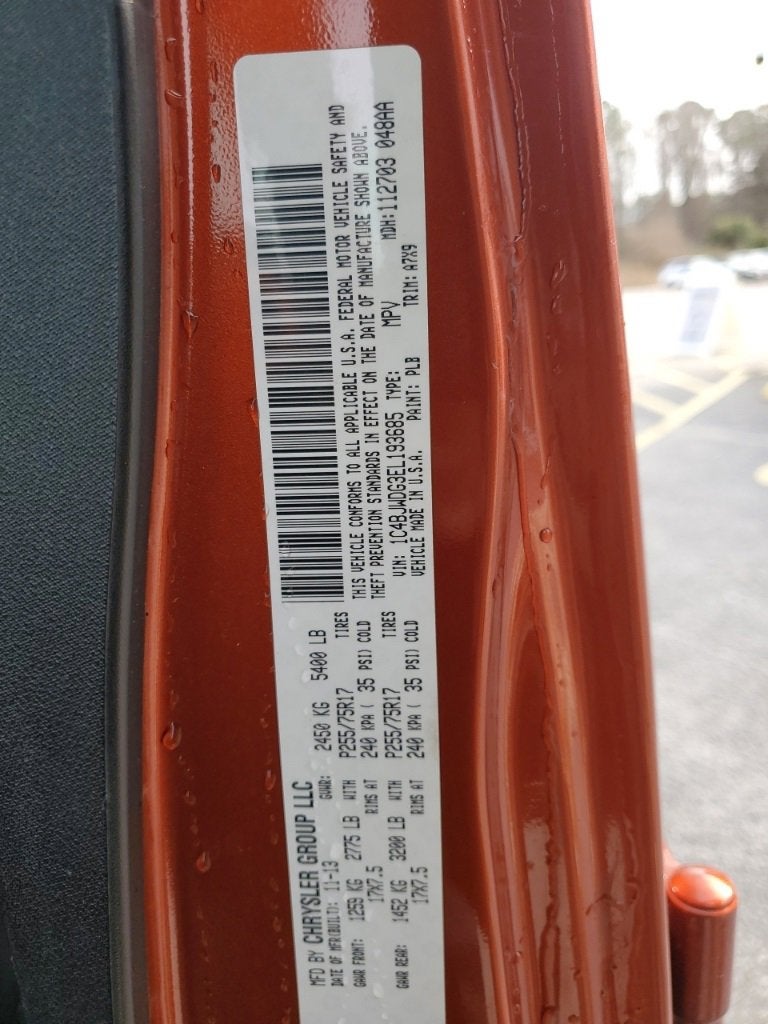 MFD BY CHRYSLER GROUP LLC
DATE OF MFR(BUILT): 11-13 GVWR: 2450 KG 5400 LB
GAWR FRONT: 1259 KG 2775 LB WITH P255/75R17 TIRES
17X7.5 RIMS AT 240 KPA ( 35 PSI) COLD
GAWR REAR: 1452 KG 3200 LB WITH P255/75R17 TIRES
17X7.5 RIMS AT 240 KPA ( 35 PSI) COLD
THIS VEHICLE CONFORMS TO ALL APPLICABLE U.S.A. FEDERAL MOTOR VEHICLE SAFETY AND
THEFT PREVENTION STANDARDS IN EFFECT ON THE DATE OF MANUFACTURE SHOWN ABOVE.
VIN: 1C4BJWDG3EL193685 TYPE: MPV MDH: 112703 048AA
VEHICLE MADE IN U.S.A. PAINT: PLB TRIM: A7X9